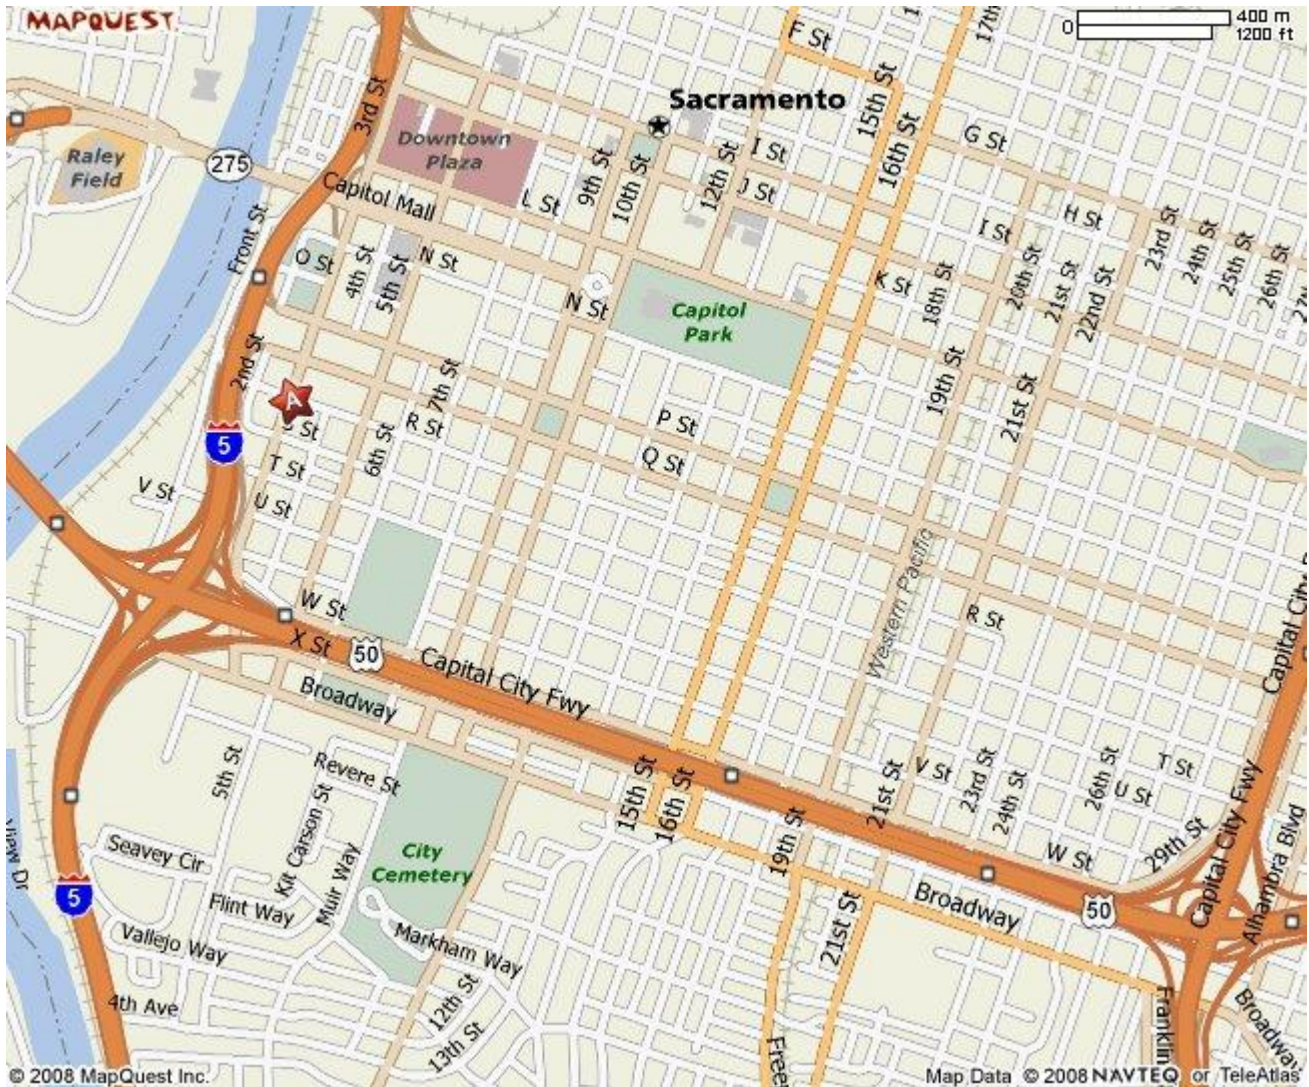 MAPQUEST.
0 400 m
1200 ft
17th
F St
15th St
16th St
3rd St
Sacramento
G St
Downtown
Plaza
I St
Raley
Field
275
9th St
10th St
12th St
J St
Capitol Mall
L St
H St
I St
23rd St
24th St
25th St
26th St
Front St
O St
4th St
5th St
N St
N St
K St
18th St
20th St
21st St
22nd St
Capitol
Park
2nd St
A
7th St
R St
6th St
P St
Q St
19th St
21st St
5
T St
U St
V St
Western Pacific
W St
X St
50
Capital City Fwy
R St
Broadway
5th St
Revere St
Kit Carson St
Muir Way
15th St
16th St
19th St
21st St
V St
23rd St
24th St
26th St
T St
U St
W St
29th St
Capital City Fwy
Alhambra Blvd
View Dr
Seavey Cir
City
Cemetery
5
Flint Way
Vallejo Way
Markham Way
21st St
Broadway
50
4th Ave
12th St
13th St
Franklin
Broadway
© 2008 MapQuest Inc.
Map Data © 2008 NAVTEQ or TeleAtlas